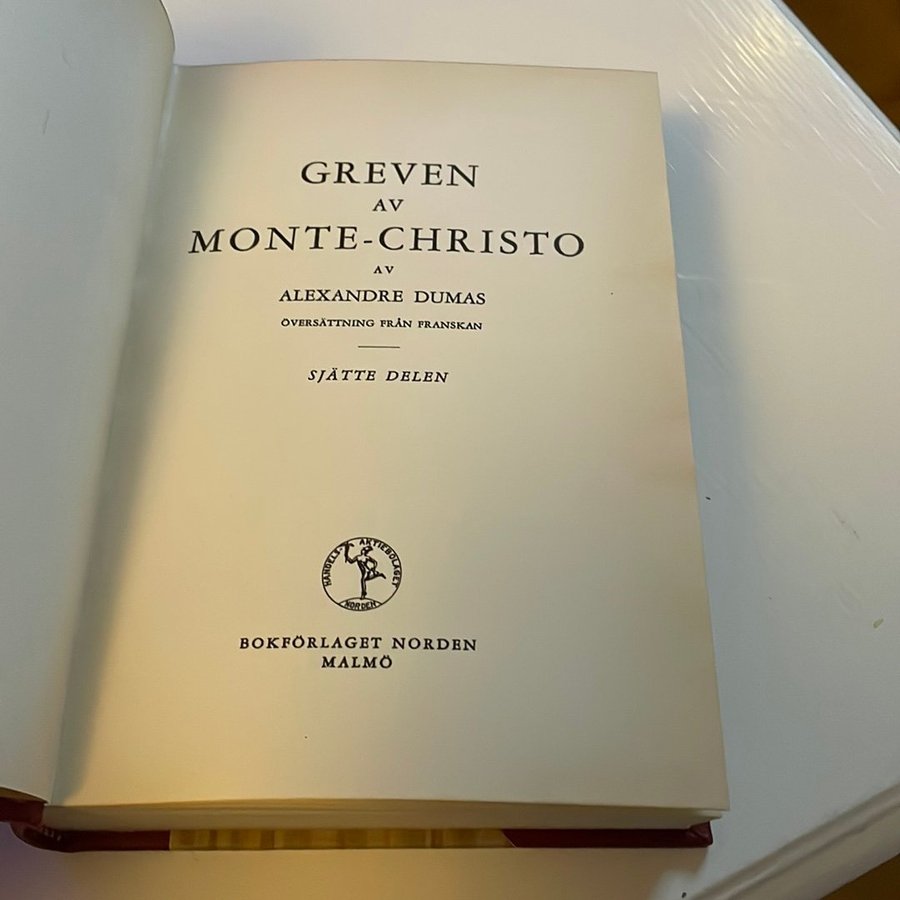 GREVEN
AV
MONTE-CHRISTO
AV
ALEXANDRE DUMAS
ÖVERSÄTTNING FRÅN FRANSKAN
SJÄTTE DELEN
HANDELS-AKTIEBOLAGET
NORDEN
BOKFÖRLAGET NORDEN
MALMÖ